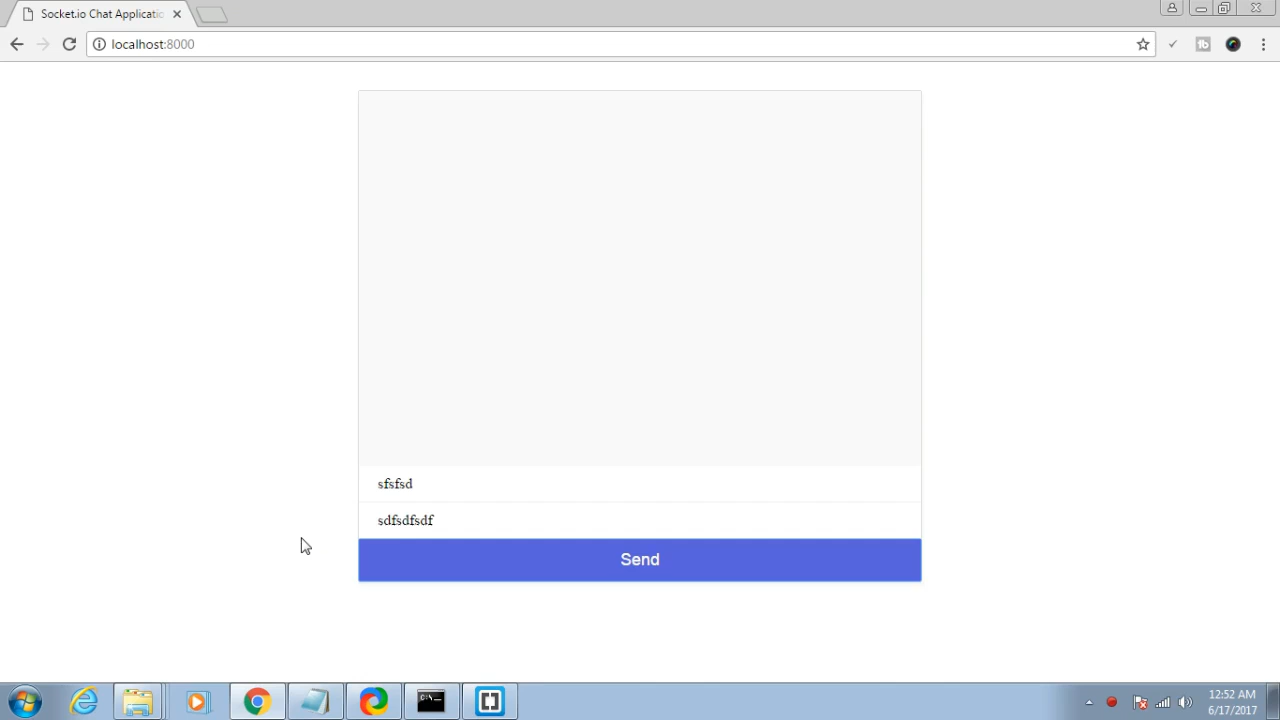 Socket.io Chat Applicatio
localhost:8000
sfsfsd
sdfsdfsdf
Send
12:52 AM
6/17/2017